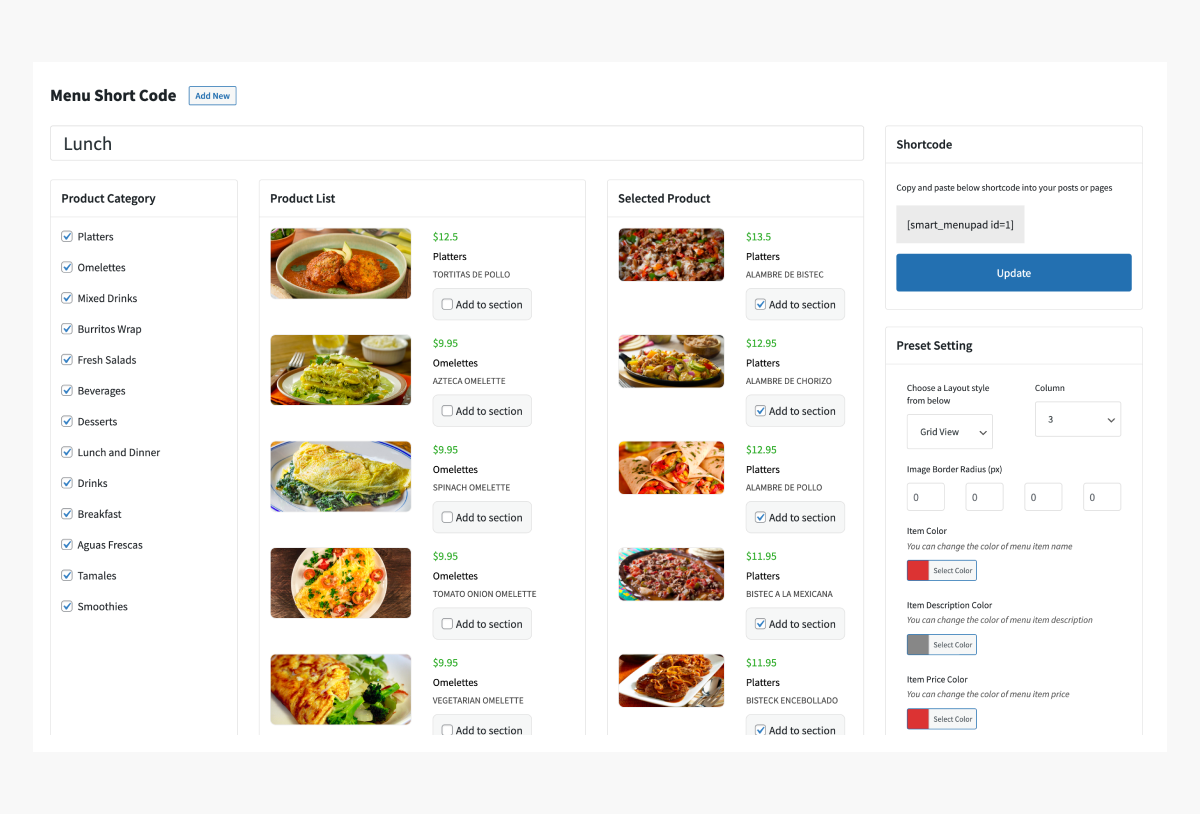 Menu Short Code
Add New
Lunch
Product Category
Platters
Omelettes
Mixed Drinks
Burritos Wrap
Fresh Salads
Beverages
Desserts
Lunch and Dinner
Drinks
Breakfast
Aguas Frescas
Tamales
Smoothies
Product List
$12.5
Platters
TORTITAS DE POLLO
Add to section
$9.95
Omelettes
AZTECA OMELETTE
Add to section
$9.95
Omelettes
SPINACH OMELETTE
Add to section
$9.95
Omelettes
TOMATO ONION OMELETTE
Add to section
$9.95
Omelettes
VEGETARIAN OMELETTE
Add to section
Selected Product
$13.5
Platters
ALAMBRE DE BISTEC
Add to section
$12.95
Platters
ALAMBRE DE CHORIZO
Add to section
$12.95
Platters
ALAMBRE DE POLLO
Add to section
$11.95
Platters
BISTEC A LA MEXICANA
Add to section
$11.95
Platters
BISTECK ENCEBOLLADO
Add to section
Shortcode
Copy and paste below shortcode into your posts or pages
[smart_menupad id=1]
Update
Preset Setting
Choose a Layout style
from below
Grid View
Column
3
Image Border Radius (px)
0 0 0 0
Item Color
You can change the color of menu item name
Select Color
Item Description Color
You can change the color of menu item description
Select Color
Item Price Color
You can change the color of menu item price
Select Color